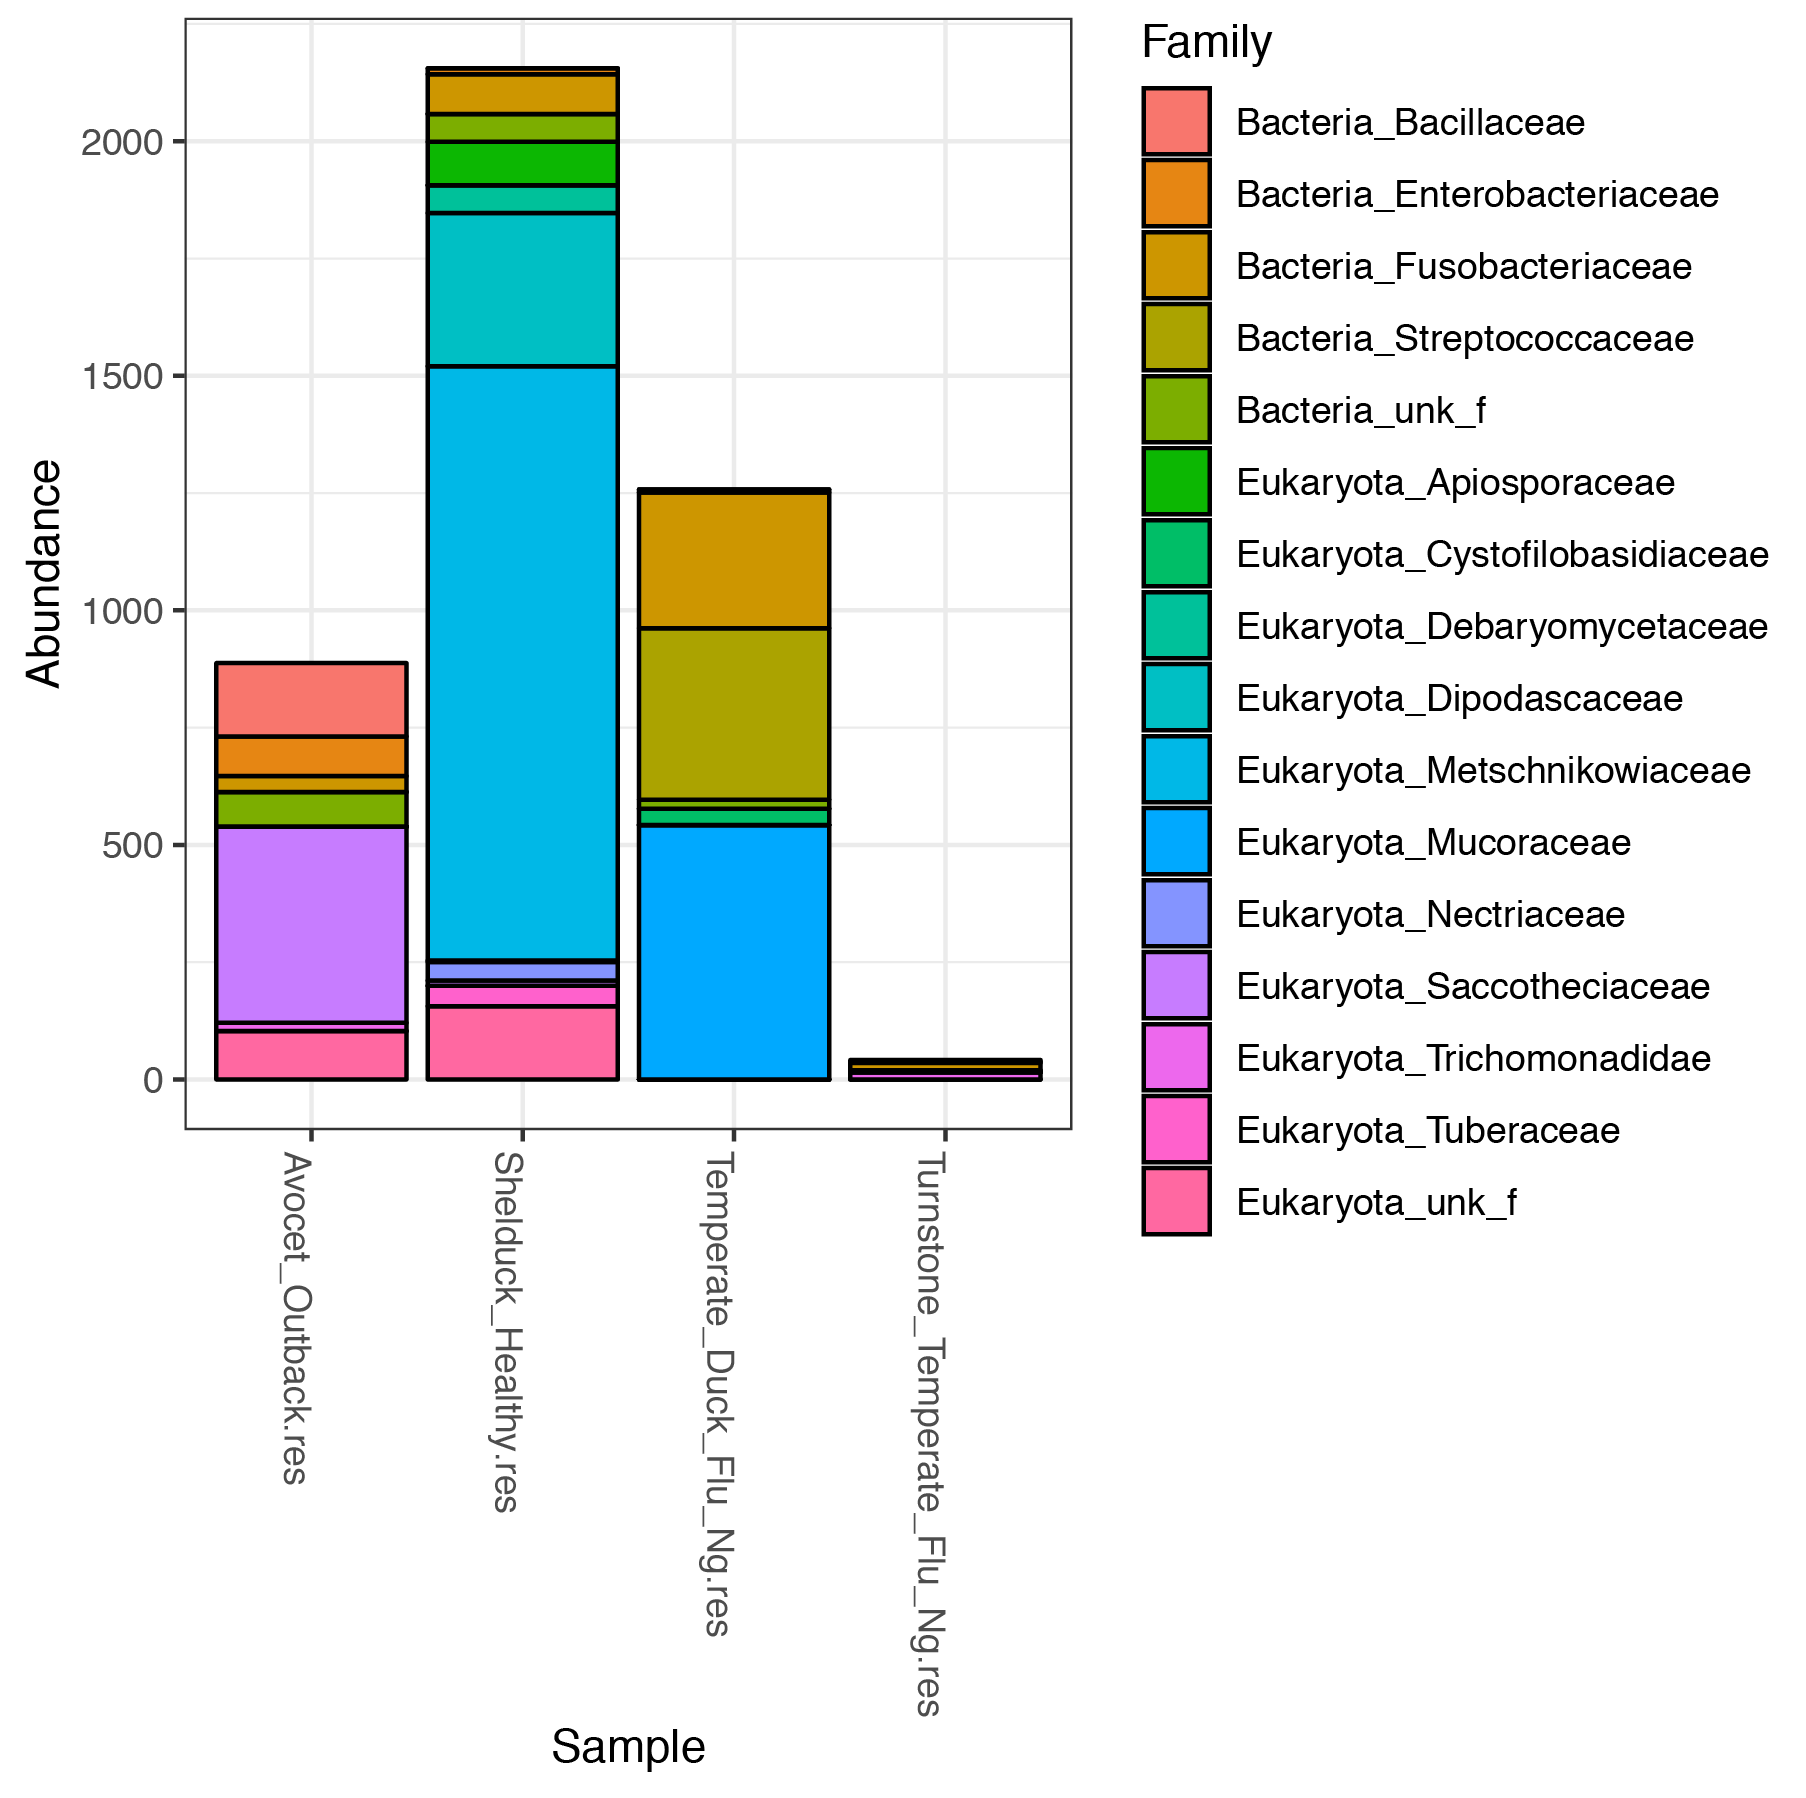 Abundance
2000
1500
1000
500
0
Avocet_Outback.res
Shelduck_Healthy.res
Temperate_Duck_Flu_Ng.res
Turnstone_Temperate_Flu_Ng.res
Sample
Family
Bacteria_Bacillaceae
Bacteria_Enterobacteriaceae
Bacteria_Fusobacteriaceae
Bacteria_Streptococcaceae
Bacteria_unk_f
Eukaryota_Apiosporaceae
Eukaryota_Cystofilobasidiaceae
Eukaryota_Debaryomycetaceae
Eukaryota_Dipodascaceae
Eukaryota_Metschnikowiaceae
Eukaryota_Mucoraceae
Eukaryota_Nectriaceae
Eukaryota_Saccotheciaceae
Eukaryota_Trichomonadidae
Eukaryota_Tuberaceae
Eukaryota_unk_f